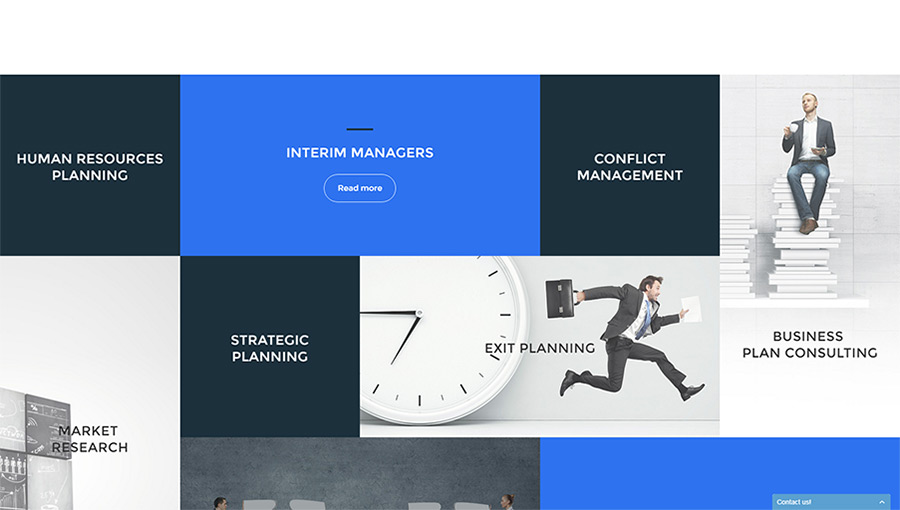 HUMAN RESOURCES
PLANNING
INTERIM MANAGERS
Read more
CONFLICT
MANAGEMENT
STRATEGIC
PLANNING
EXIT PLANNING
BUSINESS
PLAN CONSULTING
MARKET
RESEARCH
Contact us!